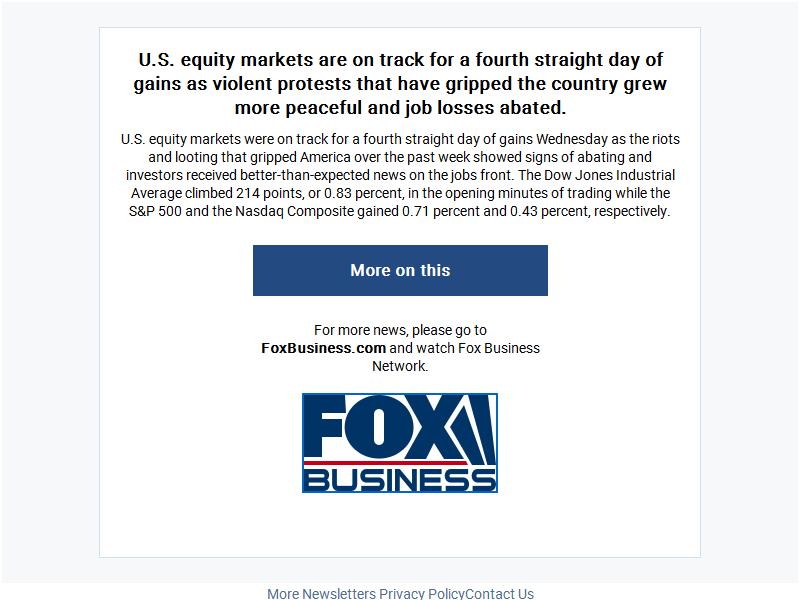 U.S. equity markets are on track for a fourth straight day of
gains as violent protests that have gripped the country grew
more peaceful and job losses abated.
U.S. equity markets were on track for a fourth straight day of gains Wednesday as the riots
and looting that gripped America over the past week showed signs of abating and
investors received better-than-expected news on the jobs front. The Dow Jones Industrial
Average climbed 214 points, or 0.83 percent, in the opening minutes of trading while the
S&P 500 and the Nasdaq Composite gained 0.71 percent and 0.43 percent, respectively.
More on this
For more news, please go to
FoxBusiness.com and watch Fox Business
Network.
FOX
BUSINESS
More Newsletters Privacy PolicyContact Us